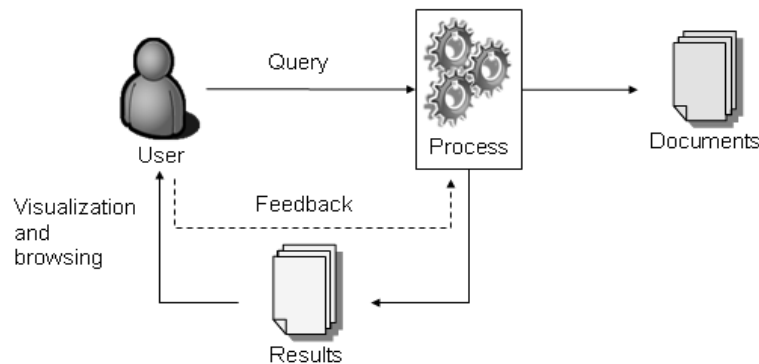 Query
User
Process
Documents
Visualization
and
browsing
Feedback
Results